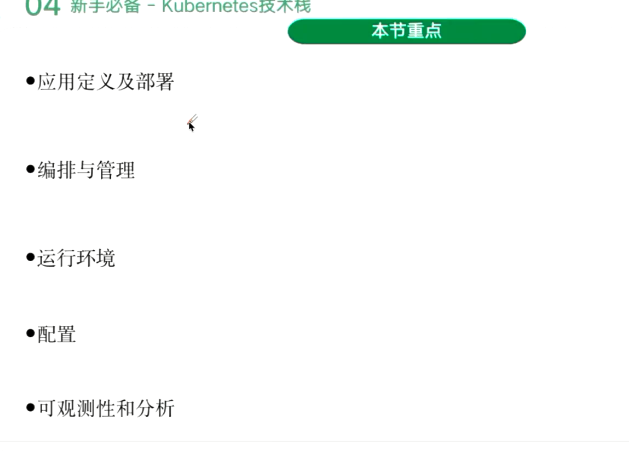 04 新手必备 - Kubernetes技术栈
本节重点
●应用定义及部署
●编排与管理
●运行环境
●配置
●可观测性和分析